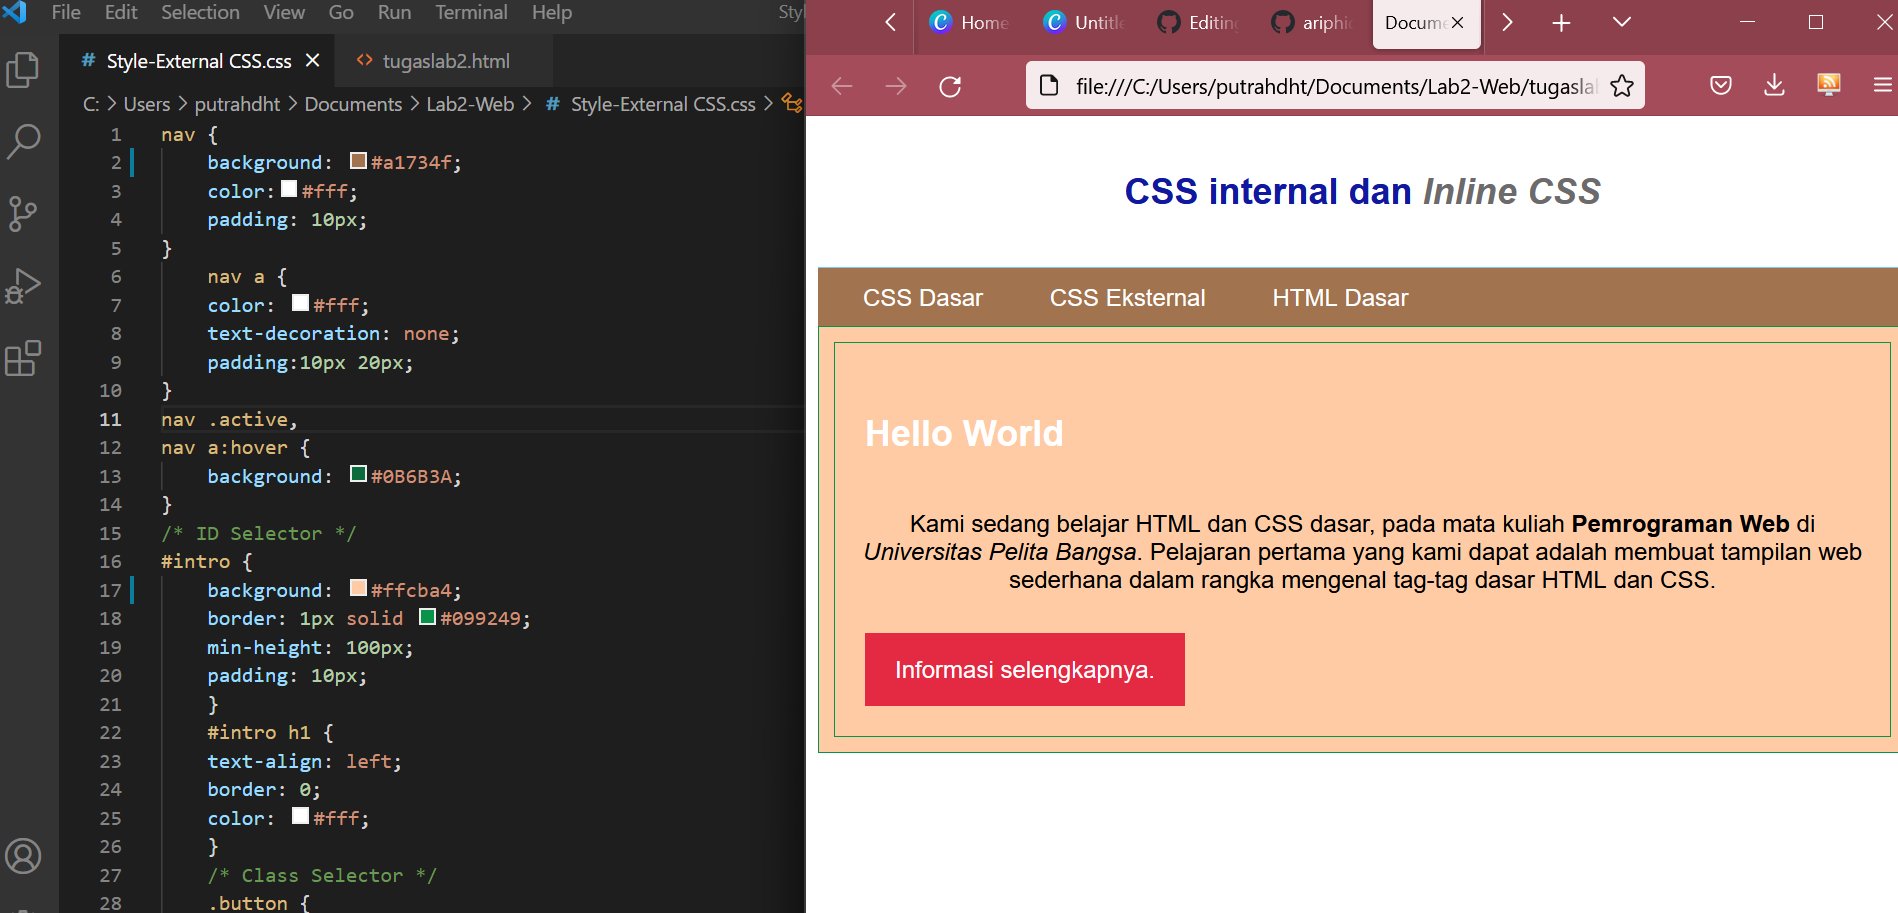 File Edit Selection View Go Run Terminal Help Styl
# Style-External CSS.css
<> tugaslab2.html
C: > Users > putrahdht > Documents > Lab2-Web > # Style-External CSS.css >
1 nav {
2 background: #a1734f;
3 color: #fff;
4 padding: 10px;
5 }
6 nav a {
7 color: #fff;
8 text-decoration: none;
9 padding:10px 20px;
10 }
11 nav .active,
12 nav a:hover {
13 background: #0B6B3A;
14 }
15 /* ID Selector */
16 #intro {
17 background: #ffcba4;
18 border: 1px solid #099249;
19 min-height: 100px;
20 padding: 10px;
21 }
22 #intro h1 {
23 text-align: left;
24 border: 0;
25 color: #fff;
26 }
27 /* Class Selector */
28 .button {
Home Untitle Editing ariphi Docume
file:///C:/Users/putrahdht/Documents/Lab2-Web/tugaslab
CSS internal dan Inline CSS
CSS Dasar CSS Eksternal HTML Dasar
Hello World
Kami sedang belajar HTML dan CSS dasar, pada mata kuliah Pemrograman Web di
Universitas Pelita Bangsa. Pelajaran pertama yang kami dapat adalah membuat tampilan web
sederhana dalam rangka mengenal tag-tag dasar HTML dan CSS.
Informasi selengkapnya.